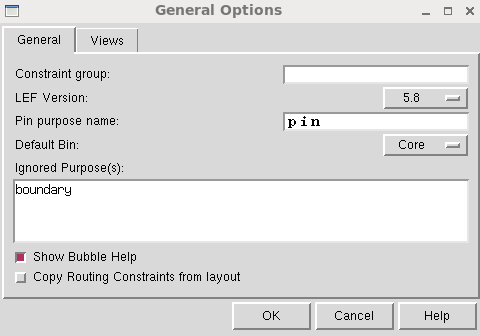 General Options
General Views
Constraint group:
LEF Version: 5.8
Pin purpose name: pin
Default Bin: Core
Ignored Purpose(s):
boundary
Show Bubble Help
Copy Routing Constraints from layout
OK Cancel Help